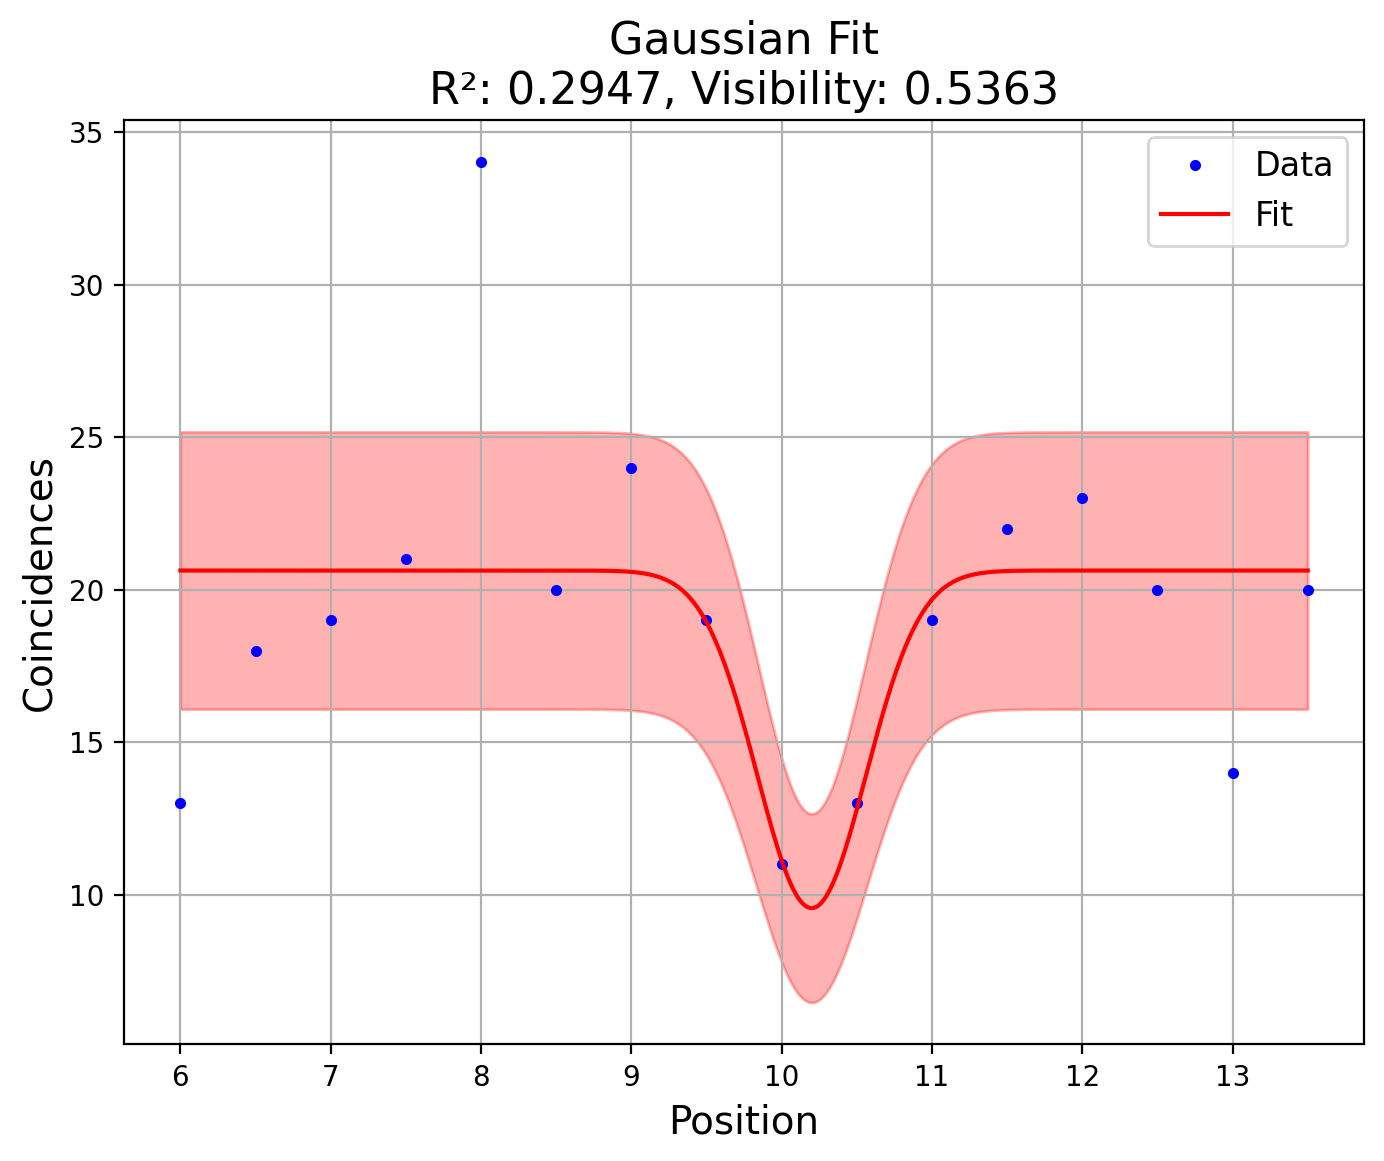 Gaussian Fit
R²: 0.2947, Visibility: 0.5363
Data
Fit
Coincidences
35
30
25
20
15
10
6 7 8 9 10 11 12 13
Position